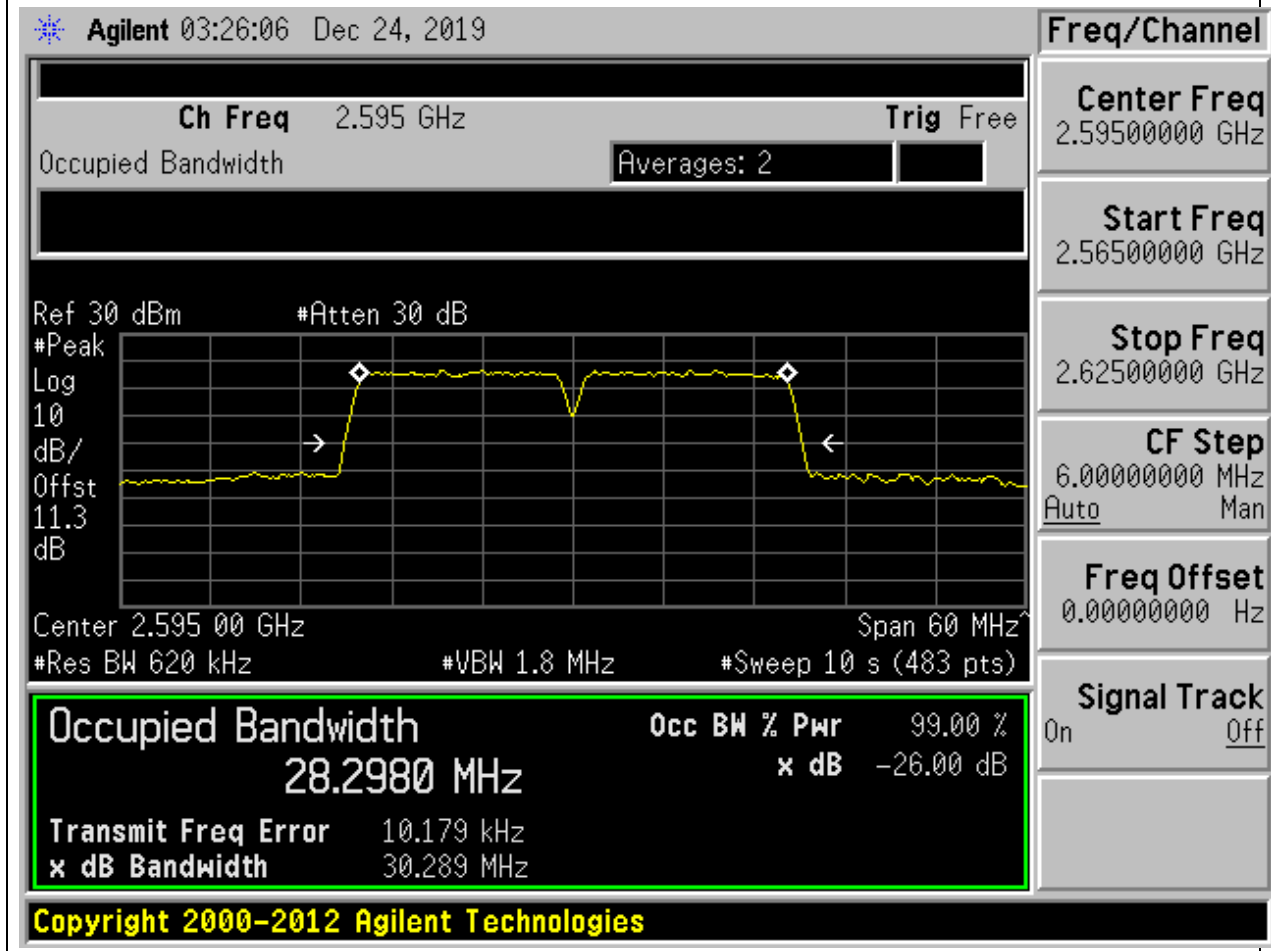 Agilent 03:26:06 Dec 24, 2019
Freq/Channel
Ch Freq 2.595 GHz Trig Free
Occupied Bandwidth Averages: 2
Center Freq
2.59500000 GHz
Start Freq
2.56500000 GHz
Stop Freq
2.62500000 GHz
CF Step
6.00000000 MHz
Auto Man
Freq Offset
0.00000000 Hz
Signal Track
On Off
Ref 30 dBm #Atten 30 dB
#Peak
Log
10
dB/
Offst
11.3
dB
Center 2.595 00 GHz Span 60 MHz^
#Res BW 620 kHz #VBW 1.8 MHz #Sweep 10 s (483 pts)
Occupied Bandwidth Occ BW % Pwr 99.00 %
28.2980 MHz x dB -26.00 dB
Transmit Freq Error 10.179 kHz
x dB Bandwidth 30.289 MHz
Copyright 2000-2012 Agilent Technologies